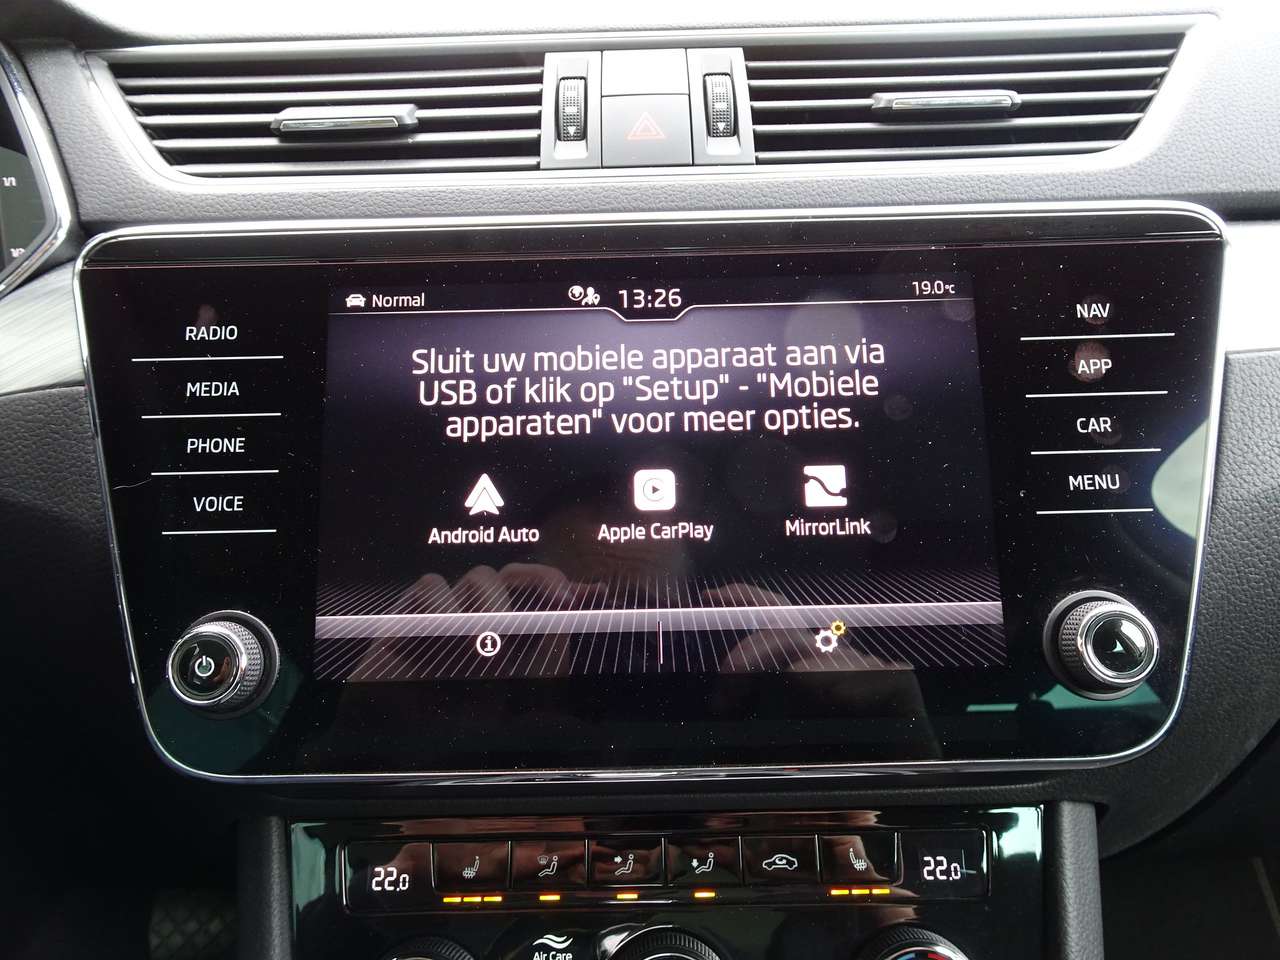 Normal
13:26
19.0°C
RADIO
MEDIA
PHONE
VOICE
Sluit uw mobiele apparaat aan via
USB of klik op "Setup" - "Mobiele
apparaten" voor meer opties.
Android Auto
Apple CarPlay
MirrorLink
NAV
APP
CAR
MENU
22.0
22.0
Air Care
1/1